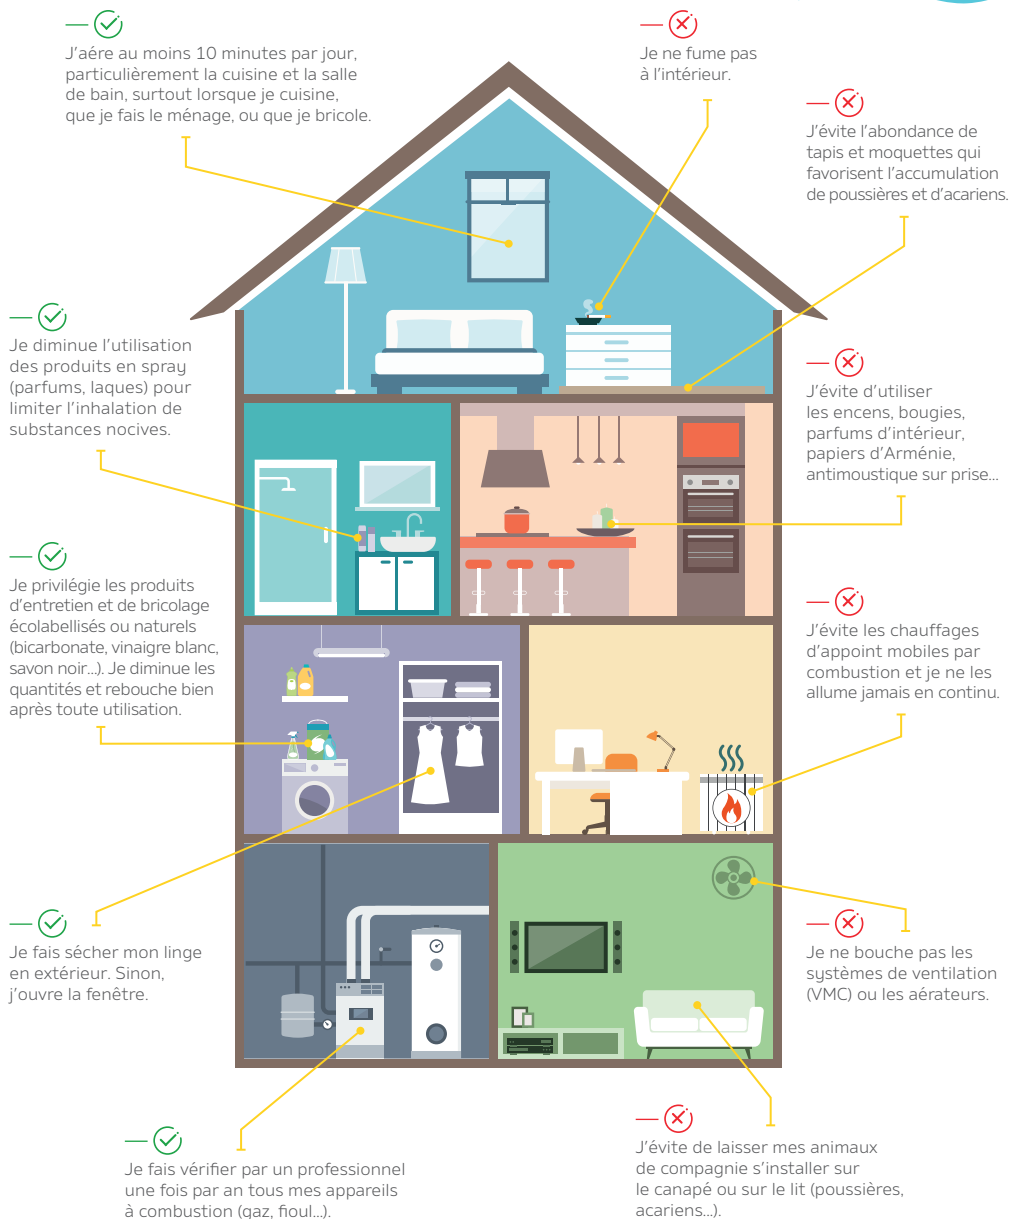 J'aére au moins 10 minutes par jour,
particulièrement la cuisine et la salle
de bain, surtout lorsque je cuisine,
que je fais le ménage, ou que je bricole.
Je ne fume pas
à l'intérieur.
J'évite l'abondance de
tapis et moquettes qui
favorisent l'accumulation
de poussières et d'acariens.
Je diminue l'utilisation
des produits en spray
(parfums, laques) pour
limiter l'inhalation de
substances nocives.
J'évite d'utiliser
les encens, bougies,
parfums d'intérieur,
papiers d'Arménie,
antimoustique sur prise...
Je privilégie les produits
d'entretien et de bricolage
écolabellisés ou naturels
(bicarbonate, vinaigre blanc,
savon noir...). Je diminue les
quantités et rebouche bien
après toute utilisation.
J'évite les chauffages
d'appoint mobiles par
combustion et je ne les
allume jamais en continu.
Je fais sécher mon linge
en extérieur. Sinon,
j'ouvre la fenêtre.
Je ne bouche pas les
systèmes de ventilation
(VMC) ou les aérateurs.
Je fais vérifier par un professionnel
une fois par an tous mes appareils
à combustion (gaz, fioul...).
J'évite de laisser mes animaux
de compagnie s'installer sur
le canapé ou sur le lit (poussières,
acariens...).